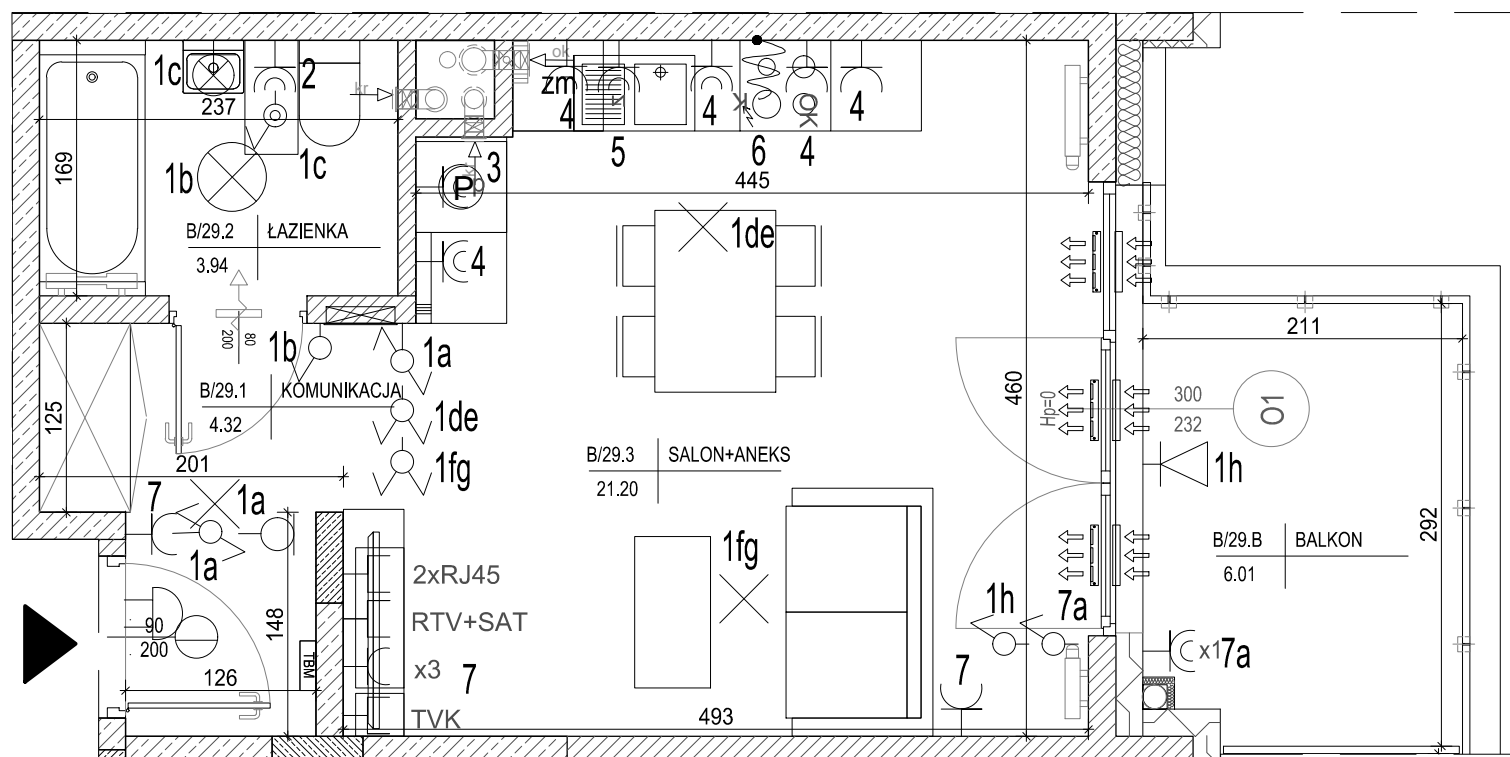 1c
237
2
kr
1b
1c
169
B/29.2 ŁAZIENKA
3.94
80
200
ok
zm
4
5
4
K
6
OK
4
4
3
P
4
445
1de
1b
1a
B/29.1 KOMUNIKACJA
4.32
125
201
1de
1fg
7
1a
1a
B/29.3 SALON+ANEKS
21.20
460
Hp=0
300
232
O1
211
1h
292
B/29.B BALKON
6.01
90
200
126
148
TBM
2xRJ45
RTV+SAT
x3
7
TVK
1fg
493
1h
7a
7
x1
7a